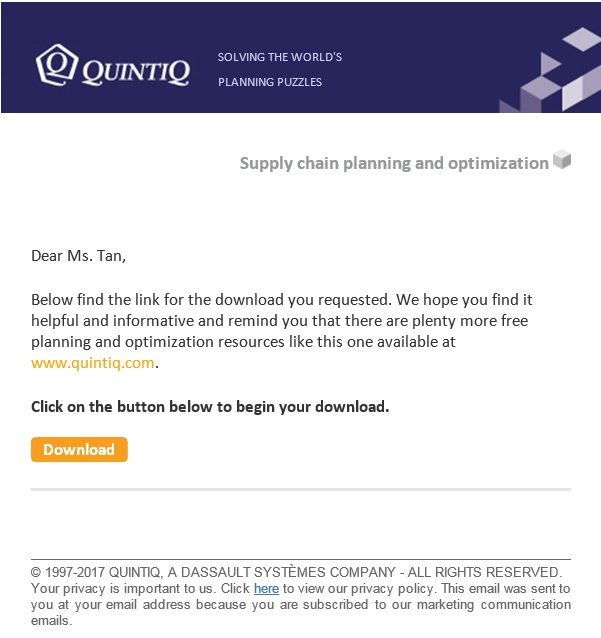 QUINTIQ
SOLVING THE WORLD'S
PLANNING PUZZLES
Supply chain planning and optimization
Dear Ms. Tan,
Below find the link for the download you requested. We hope you find it
helpful and informative and remind you that there are plenty more free
planning and optimization resources like this one available at
www.quintiq.com.
Click on the button below to begin your download.
Download
© 1997-2017 QUINTIQ, A DASSAULT SYSTÈMES COMPANY - ALL RIGHTS RESERVED.
Your privacy is important to us. Click here to view our privacy policy. This email was sent to
you at your email address because you are subscribed to our marketing communication
emails.